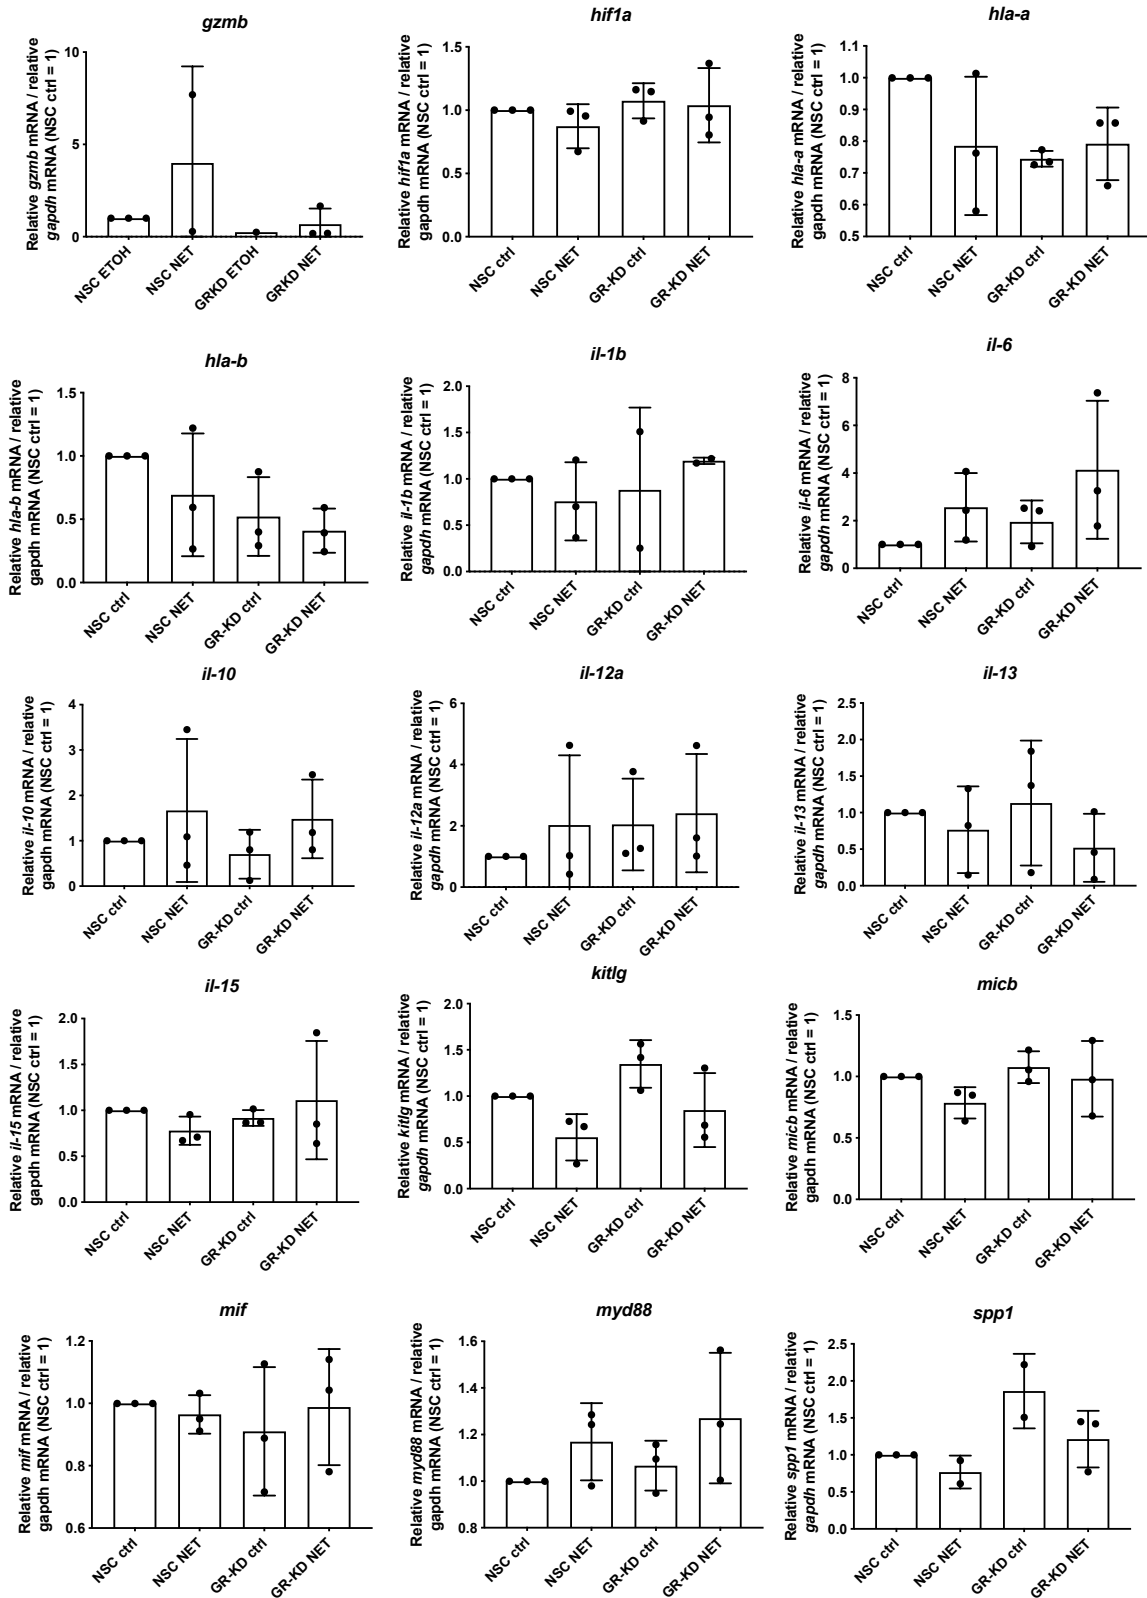 gzmb
Relative gzmb mRNA / relative
gapdh mRNA (NSC ctrl = 1)
10
5
0
NSC ETOH
NSC NET
GRKD ETOH
GRKD NET
hif1a
Relative hif1a mRNA / relative
gapdh mRNA (NSC ctrl = 1)
1.5
1.0
0.5
0.0
NSC ctrl
NSC NET
GR-KD ctrl
GR-KD NET
hla-a
Relative hla-a mRNA / relative
gapdh mRNA (NSC ctrl = 1)
1.1
1.0
0.9
0.8
0.7
0.6
0.5
NSC ctrl
NSC NET
GR-KD ctrl
GR-KD NET
hla-b
Relative hla-b mRNA / relative
gapdh mRNA (NSC ctrl = 1)
1.5
1.0
0.5
0.0
NSC ctrl
NSC NET
GR-KD ctrl
GR-KD NET
il-1b
Relative il-1b mRNA / relative
gapdh mRNA (NSC ctrl = 1)
2.0
1.5
1.0
0.5
0.0
NSC ctrl
NSC NET
GR-KD ctrl
GR-KD NET
il-6
Relative il-6 mRNA / relative
gapdh mRNA (NSC ctrl = 1)
8
6
4
2
0
NSC ctrl
NSC NET
GR-KD ctrl
GR-KD NET
il-10
Relative il-10 mRNA / relative
gapdh mRNA (NSC ctrl = 1)
4
3
2
1
0
NSC ctrl
NSC NET
GR-KD ctrl
GR-KD NET
il-12a
Relative il-12a mRNA / relative
gapdh mRNA (NSC ctrl = 1)
6
4
2
0
NSC ctrl
NSC NET
GR-KD ctrl
GR-KD NET
il-13
Relative il-13 mRNA / relative
gapdh mRNA (NSC ctrl = 1)
2.5
2.0
1.5
1.0
0.5
0.0
NSC ctrl
NSC NET
GR-KD ctrl
GR-KD NET
il-15
Relative il-15 mRNA / relative
gapdh mRNA (NSC ctrl = 1)
2.0
1.5
1.0
0.5
0.0
NSC ctrl
NSC NET
GR-KD ctrl
GR-KD NET
kitlg
Relative kitlg mRNA / relative
gapdh mRNA (NSC ctrl = 1)
2.0
1.5
1.0
0.5
0.0
NSC ctrl
NSC NET
GR-KD ctrl
GR-KD NET
micb
Relative micb mRNA / relative
gapdh mRNA (NSC ctrl = 1)
1.5
1.0
0.5
0.0
NSC ctrl
NSC NET
GR-KD ctrl
GR-KD NET
mif
Relative mif mRNA / relative
gapdh mRNA (NSC ctrl = 1)
1.2
1.0
0.8
0.6
NSC ctrl
NSC NET
GR-KD ctrl
GR-KD NET
myd88
Relative myd88 mRNA / relative
gapdh mRNA (NSC ctrl = 1)
1.6
1.4
1.2
1.0
0.8
NSC ctrl
NSC NET
GR-KD ctrl
GR-KD NET
spp1
Relative spp1 mRNA / relative
gapdh mRNA (NSC ctrl = 1)
2.5
2.0
1.5
1.0
0.5
0.0
NSC ctrl
NSC NET
GR-KD ctrl
GR-KD NET